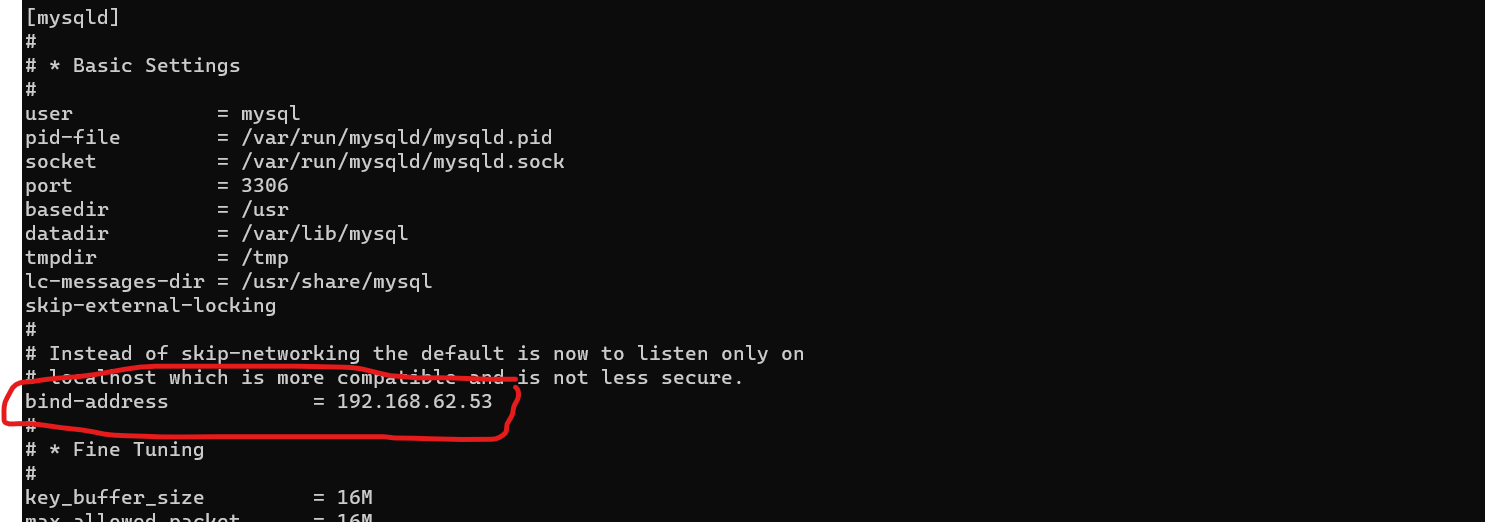 [mysqld]
#
# * Basic Settings
#
user            = mysql
pid-file        = /var/run/mysqld/mysqld.pid
socket          = /var/run/mysqld/mysqld.sock
port            = 3306
basedir         = /usr
datadir         = /var/lib/mysql
tmpdir          = /tmp
lc-messages-dir = /usr/share/mysql
skip-external-locking
#
# Instead of skip-networking the default is now to listen only on
# localhost which is more compatible and is not less secure.
bind-address            = 192.168.62.53
#
# * Fine Tuning
#
key_buffer_size         = 16M
max_allowed_packet      = 16M